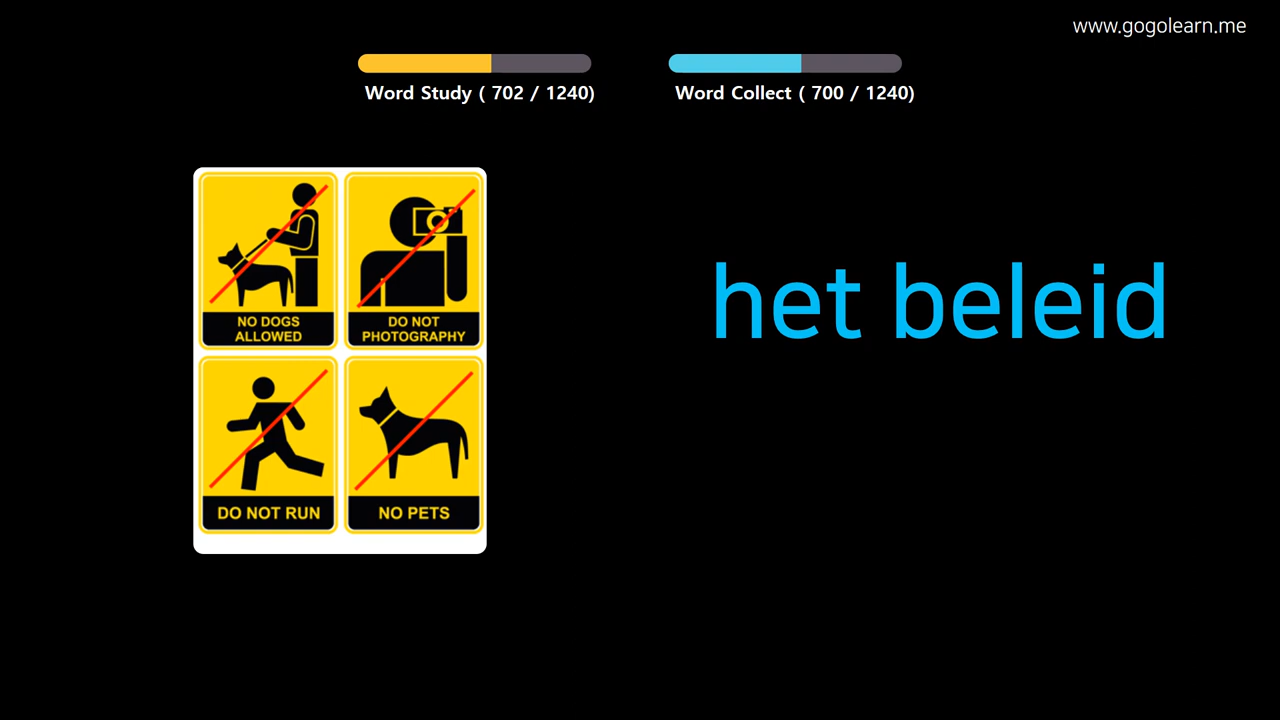 www.gogolearn.me
Word Study ( 702 / 1240)
Word Collect ( 700 / 1240)
NO DOGS
ALLOWED
DO NOT
PHOTOGRAPHY
DO NOT RUN
NO PETS
het beleid